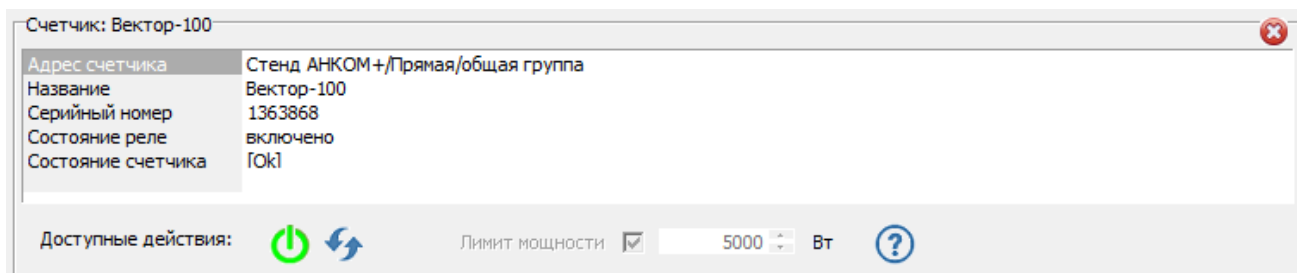 Счетчик: Вектор-100
Адрес счетчика Стенд АНКОМ+/Прямая/общая группа
Название Вектор-100
Серийный номер 1363868
Состояние реле включено
Состояние счетчика [Ok]
Доступные действия: Лимит мощности 5000 Вт ?